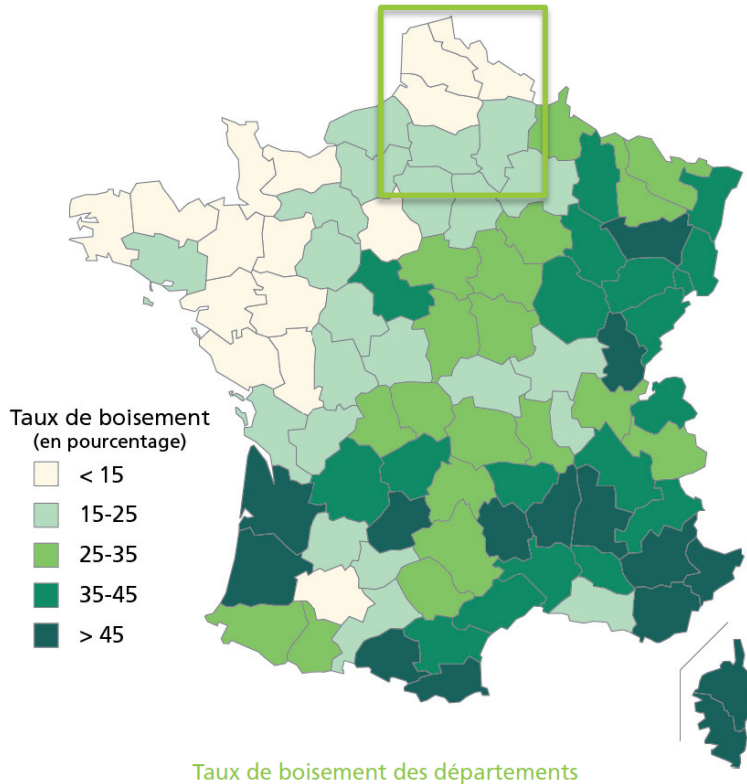 Taux de boisement
(en pourcentage)
< 15
15-25
25-35
35-45
> 45
Taux de boisement des départements